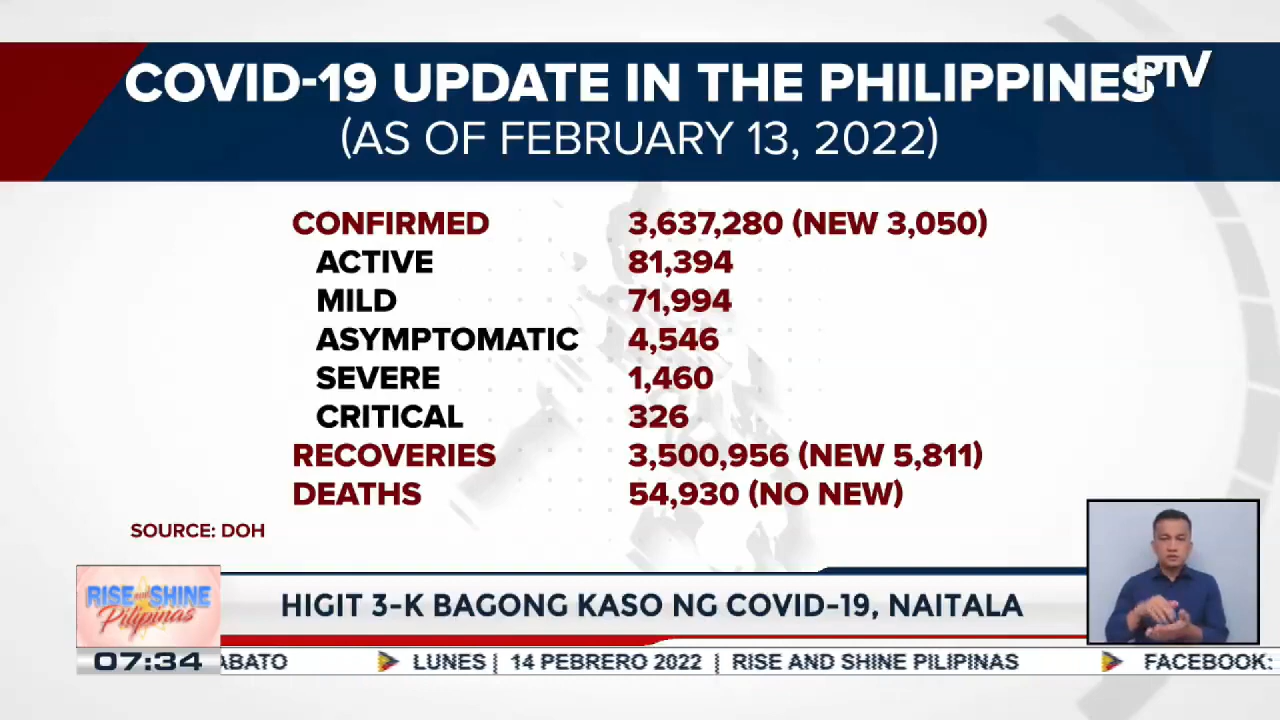 COVID-19 UPDATE IN THE PHILIPPINES
PTV
(AS OF FEBRUARY 13, 2022)
CONFIRMED 3,637,280 (NEW 3,050)
ACTIVE 81,394
MILD 71,994
ASYMPTOMATIC 4,546
SEVERE 1,460
CRITICAL 326
RECOVERIES 3,500,956 (NEW 5,811)
DEATHS 54,930 (NO NEW)
SOURCE: DOH
RISE and SHINE
Pilipinas
HIGIT 3-K BAGONG KASO NG COVID-19, NAITALA
07:34 ABATO LUNES | 14 PEBRERO 2022 | RISE AND SHINE PILIPINAS FACEBOOK: